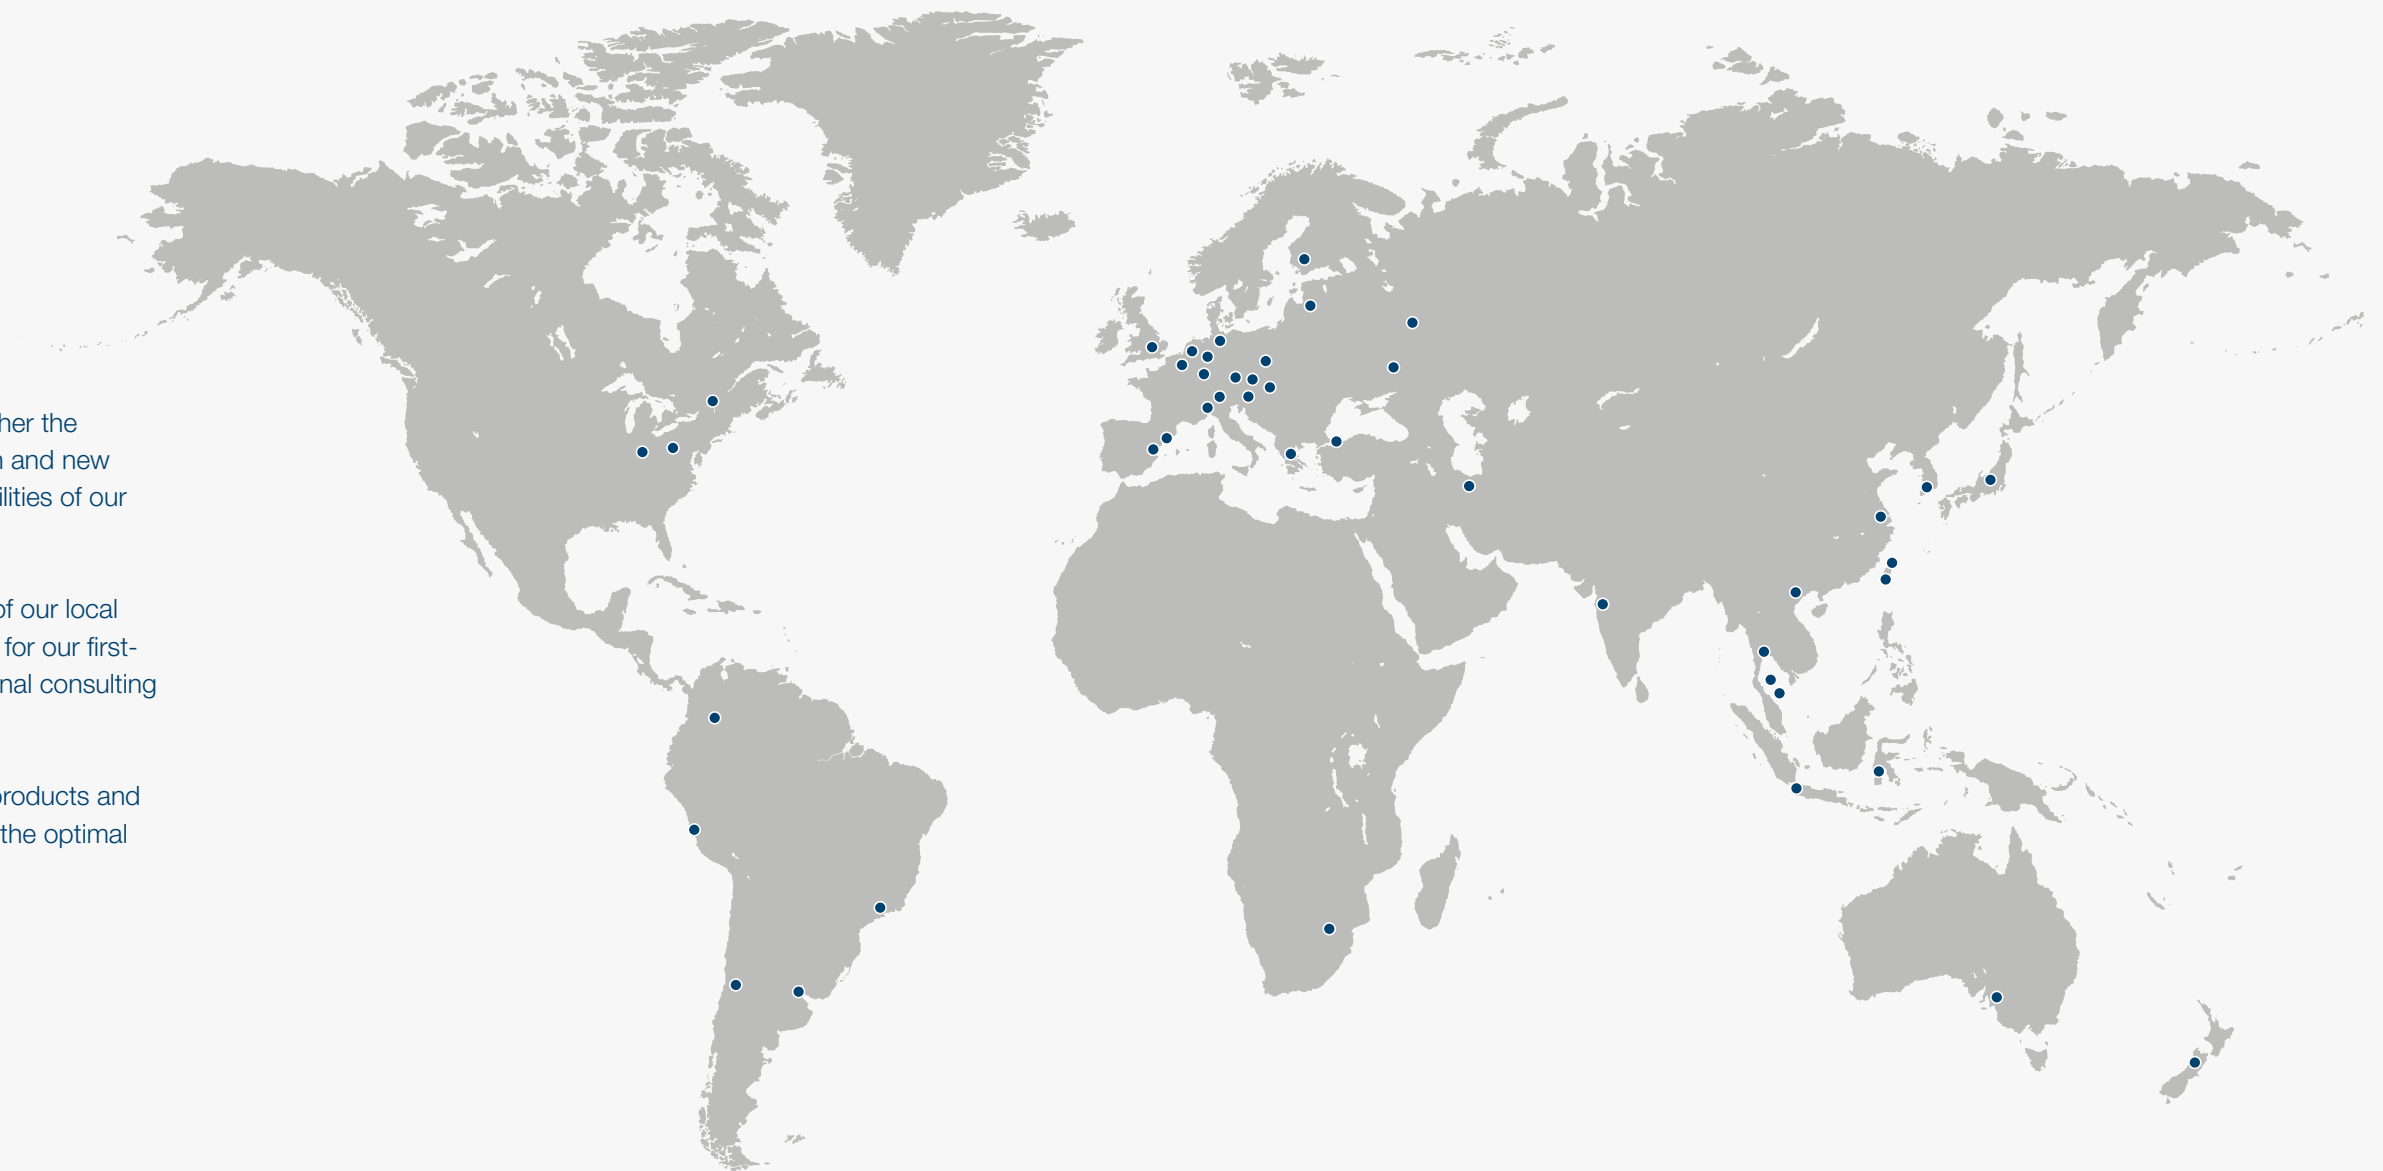 her the
n and new
ilities of our
of our local
for our first-
nal consulting
products and
the optimal